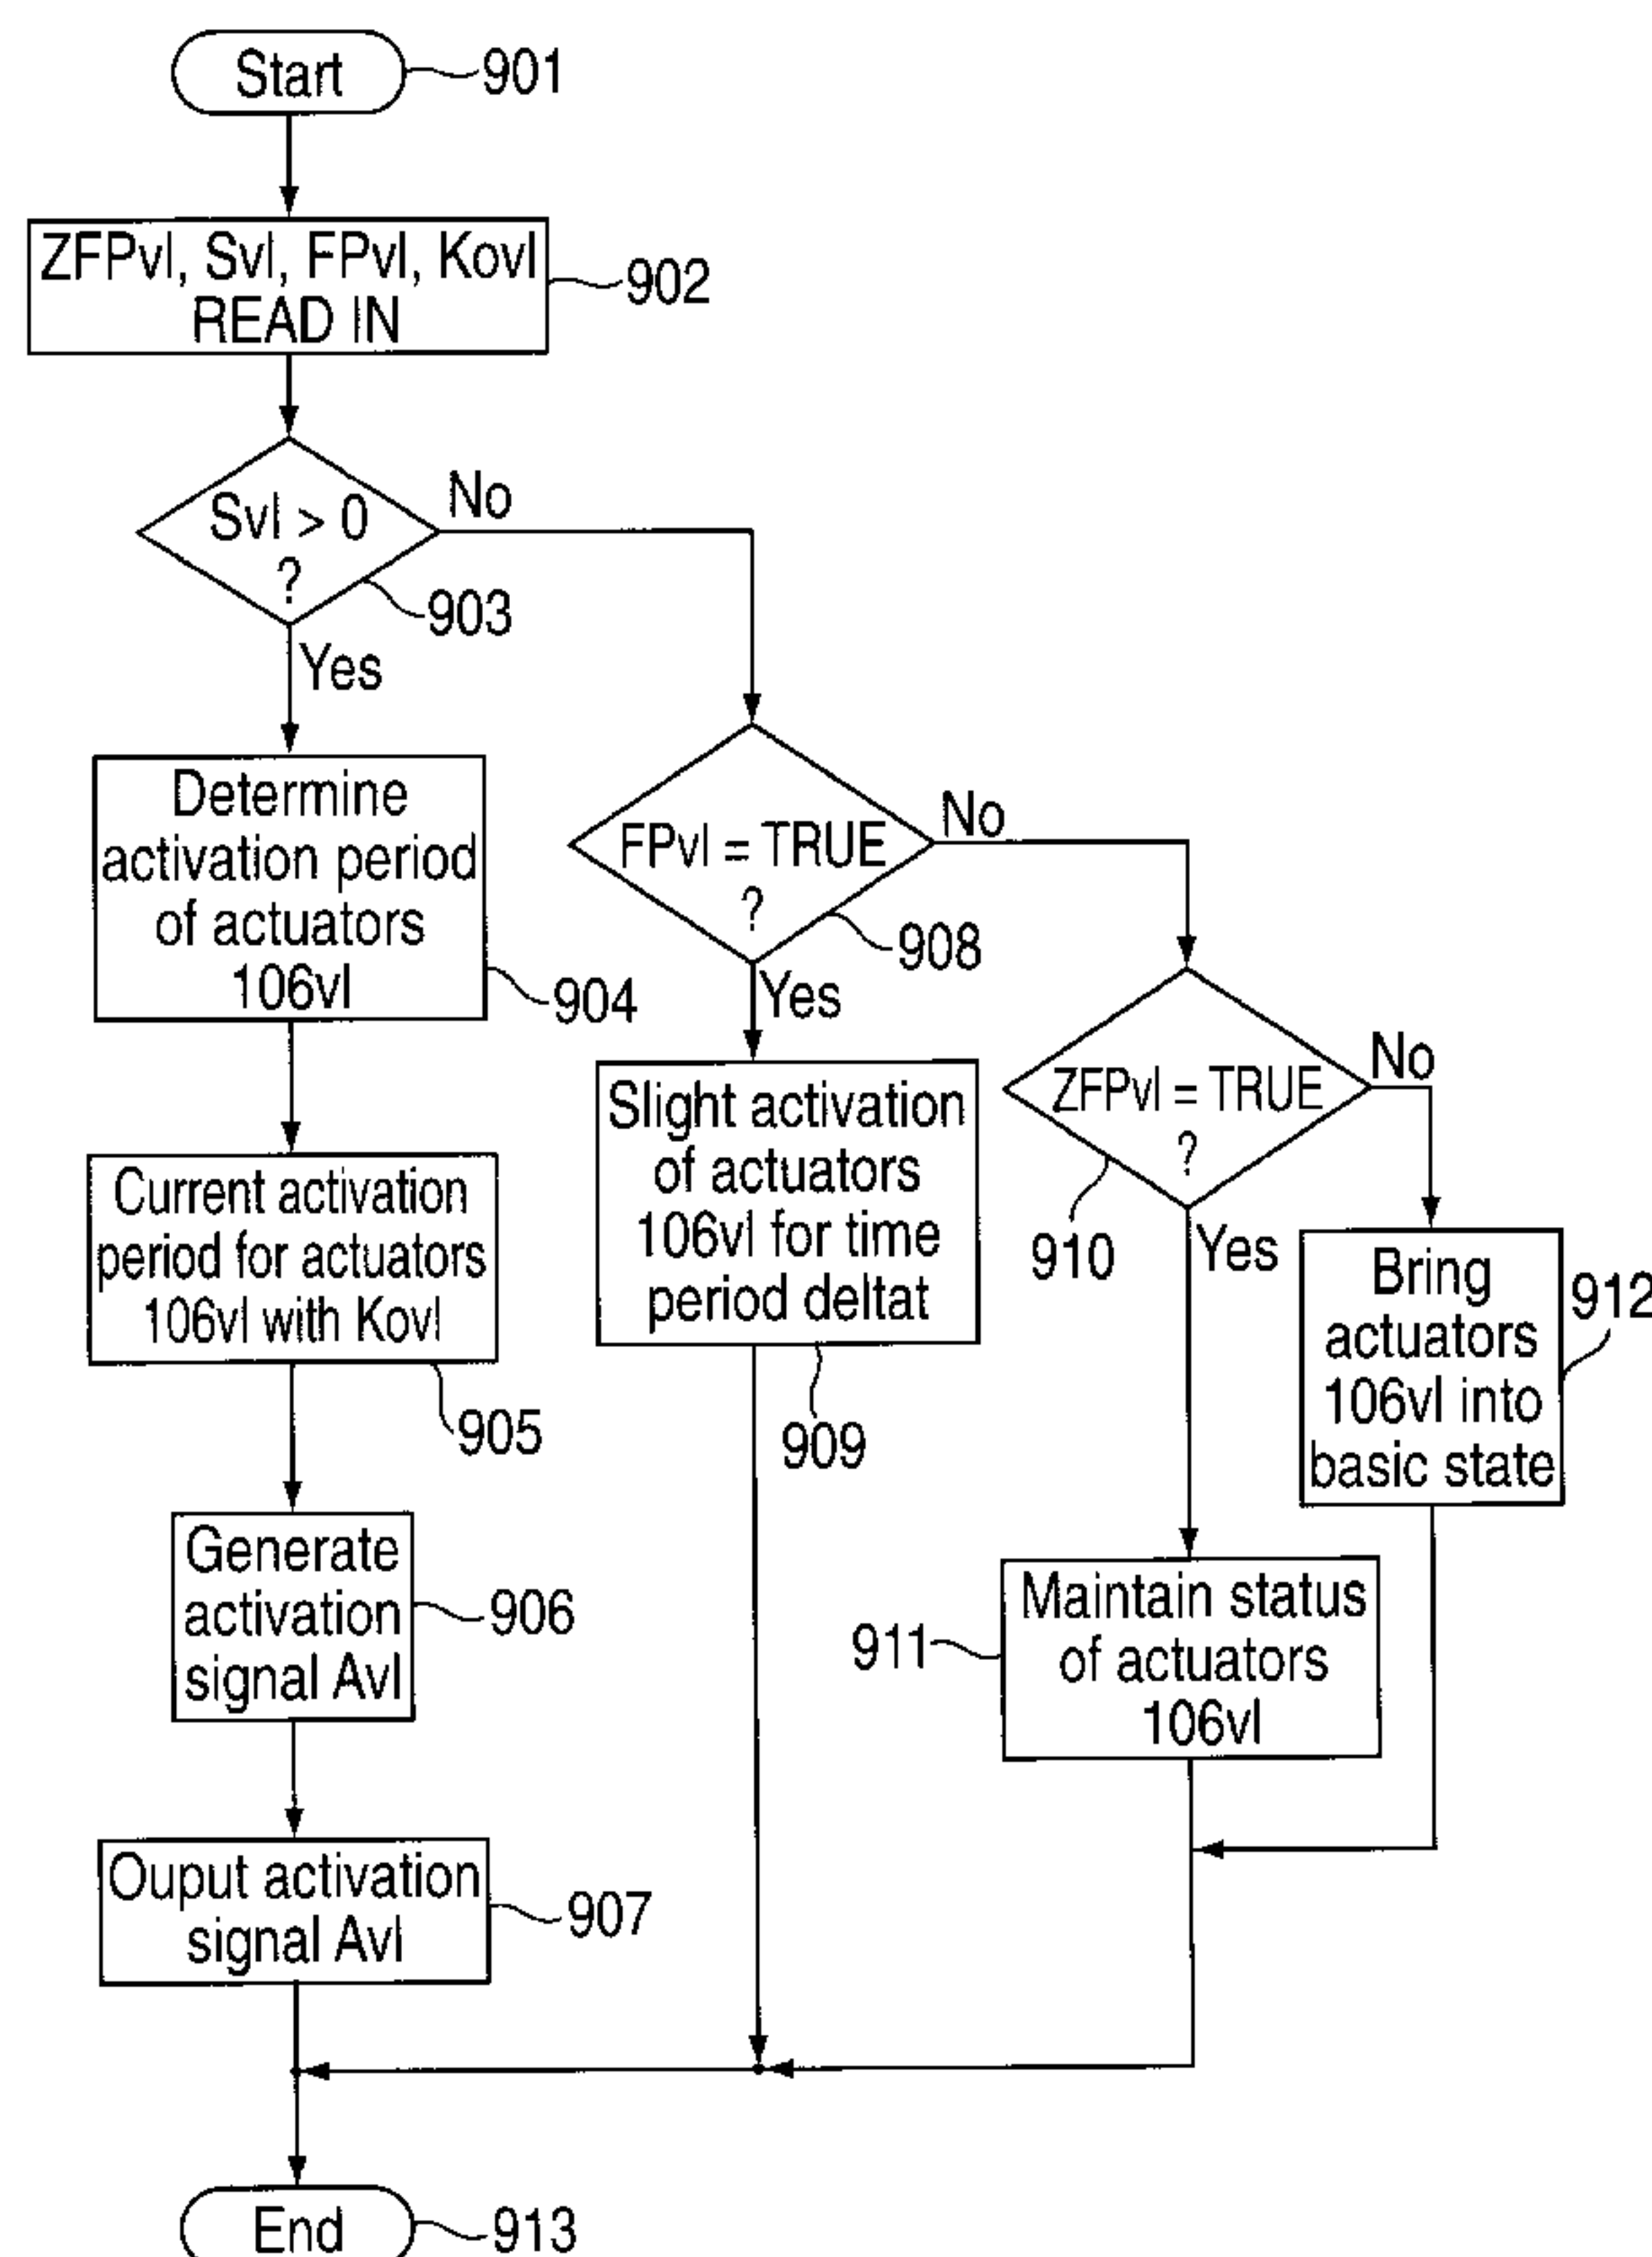 Start
901
ZFPvl, Svl, FPvl, Kovl
READ IN
902
Svl > 0
?
No
903
Yes
Determine
activation period
of actuators
106vl
904
FPvl = TRUE
?
No
908
Yes
Current activation
period for actuators
106vl with Kovl
905
Slight activation
of actuators
106vl for time
period deltat
909
ZFPvl = TRUE
?
No
910
Yes
Bring
actuators
106vl into
basic state
912
Generate
activation
signal Avl
906
Maintain status
of actuators
106vl
911
Ouput activation
signal Avl
907
End
913